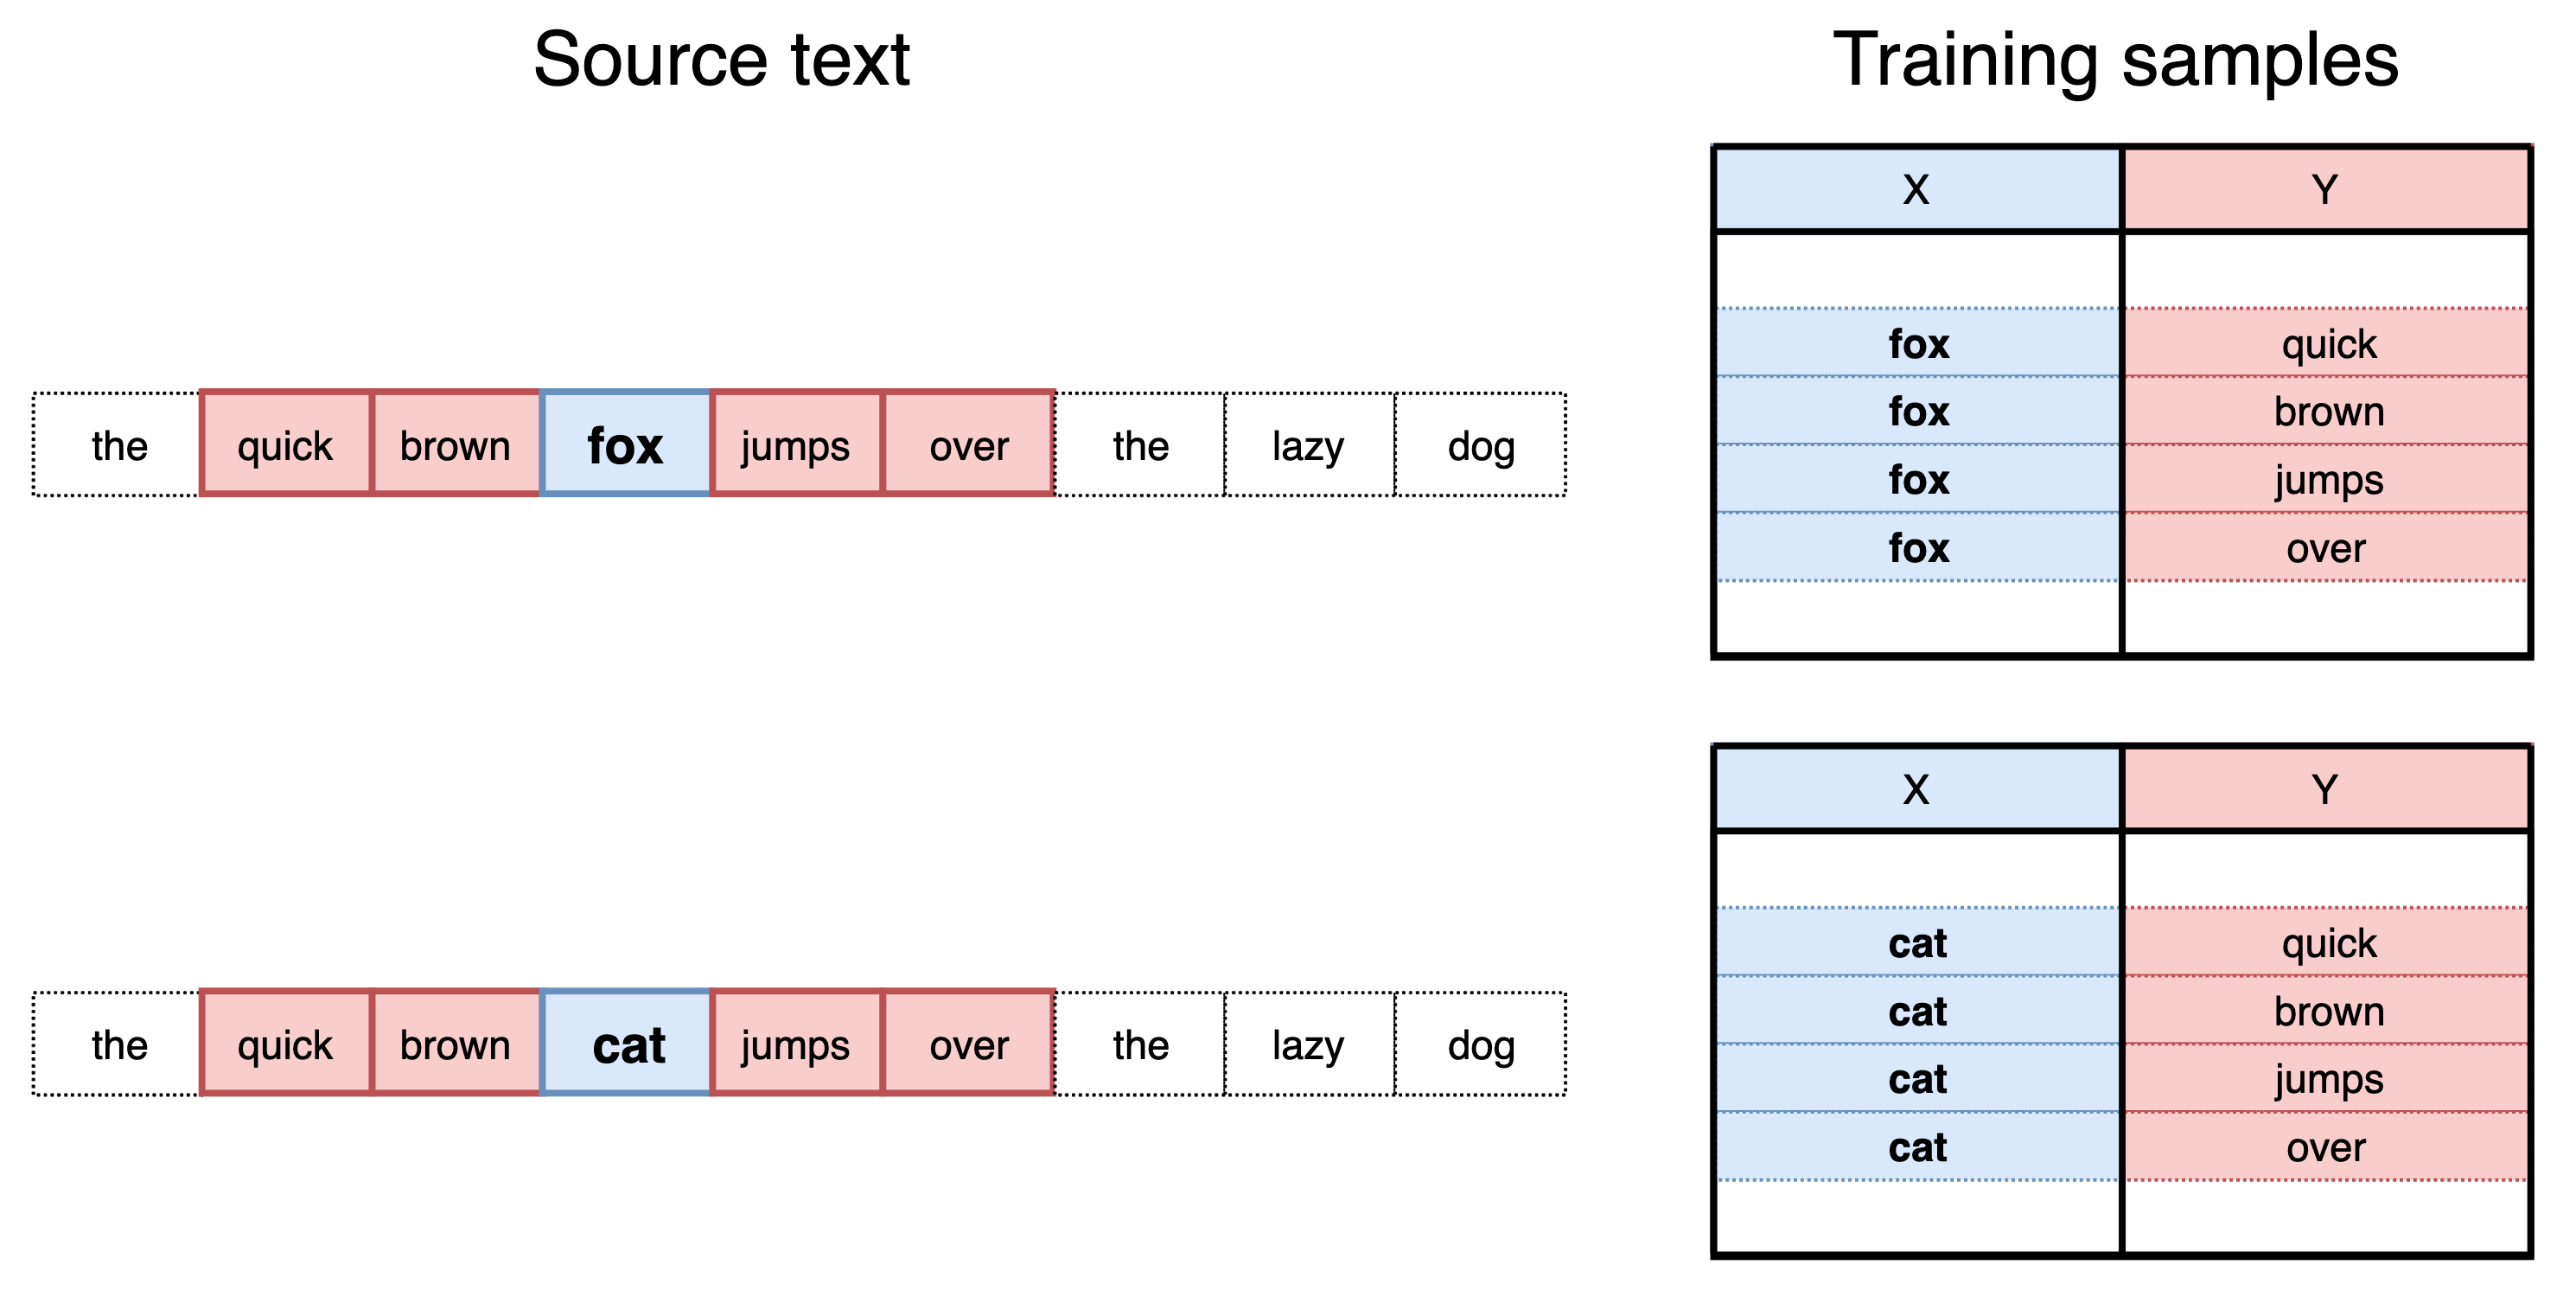 Source text
Training samples
X Y
fox quick
fox brown
fox jumps
fox over
the quick brown fox jumps over the lazy dog
X Y
cat quick
cat brown
cat jumps
cat over
the quick brown cat jumps over the lazy dog